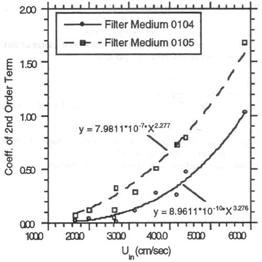 2.00
Filter Medium 0104
Filter Medium 0105
1.50
1.00
0.50
0.00
Coeff. of 2nd Order Term
y = 7.9811*10^-7*X^2.277
y = 8.9611*10^-10*X^3.276
1000 2000 3000 4000 5000 6000
U_in (cm/sec)